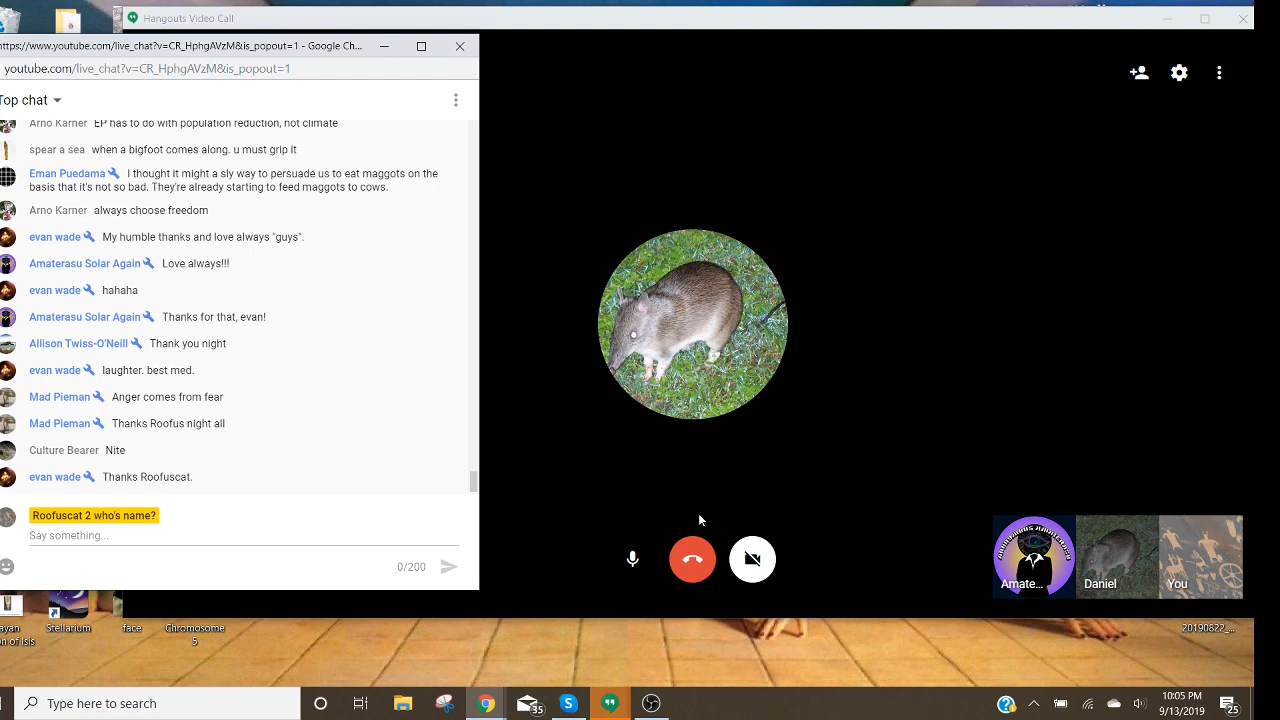 Hangouts Video Call
https://www.youtube.com/live_chat?v=CR_HphgAVzM&is_popout=1 - Google Ch...
youtube.com/live_chat?v=CR_HphgAVzM&is_popout=1
Top chat
Arno Karner EP has to do with population reduction, not climate
spear a sea when a bigfoot comes along. u must grip it
Eman Puedama I thought it might a sly way to persuade us to eat maggots on the
basis that it's not so bad. They're already starting to feed maggots to cows.
Arno Karner always choose freedom
evan wade My humble thanks and love always "guys".
Amaterasu Solar Again Love always!!!
evan wade hahaha
Amaterasu Solar Again Thanks for that, evan!
Allison Twiss-O'Neill Thank you night
evan wade laughter. best med.
Mad Pieman Anger comes from fear
Mad Pieman Thanks Roofus night all
Culture Bearer Nite
evan wade Thanks Roofuscat.
Roofuscat 2 who's name?
Say something...
0/200
Amate...
Daniel
You
ayan
on of Isis
Stellarium
face
Chromosome
5
20190822_...
Type here to search
35
10:05 PM
9/13/2019
25